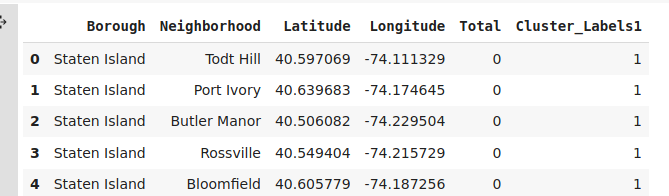 Borough Neighborhood Latitude Longitude Total Cluster_Labels1
0 Staten Island Todt Hill 40.597069 -74.111329 0 1
1 Staten Island Port Ivory 40.639683 -74.174645 0 1
2 Staten Island Butler Manor 40.506082 -74.229504 0 1
3 Staten Island Rossville 40.549404 -74.215729 0 1
4 Staten Island Bloomfield 40.605779 -74.187256 0 1